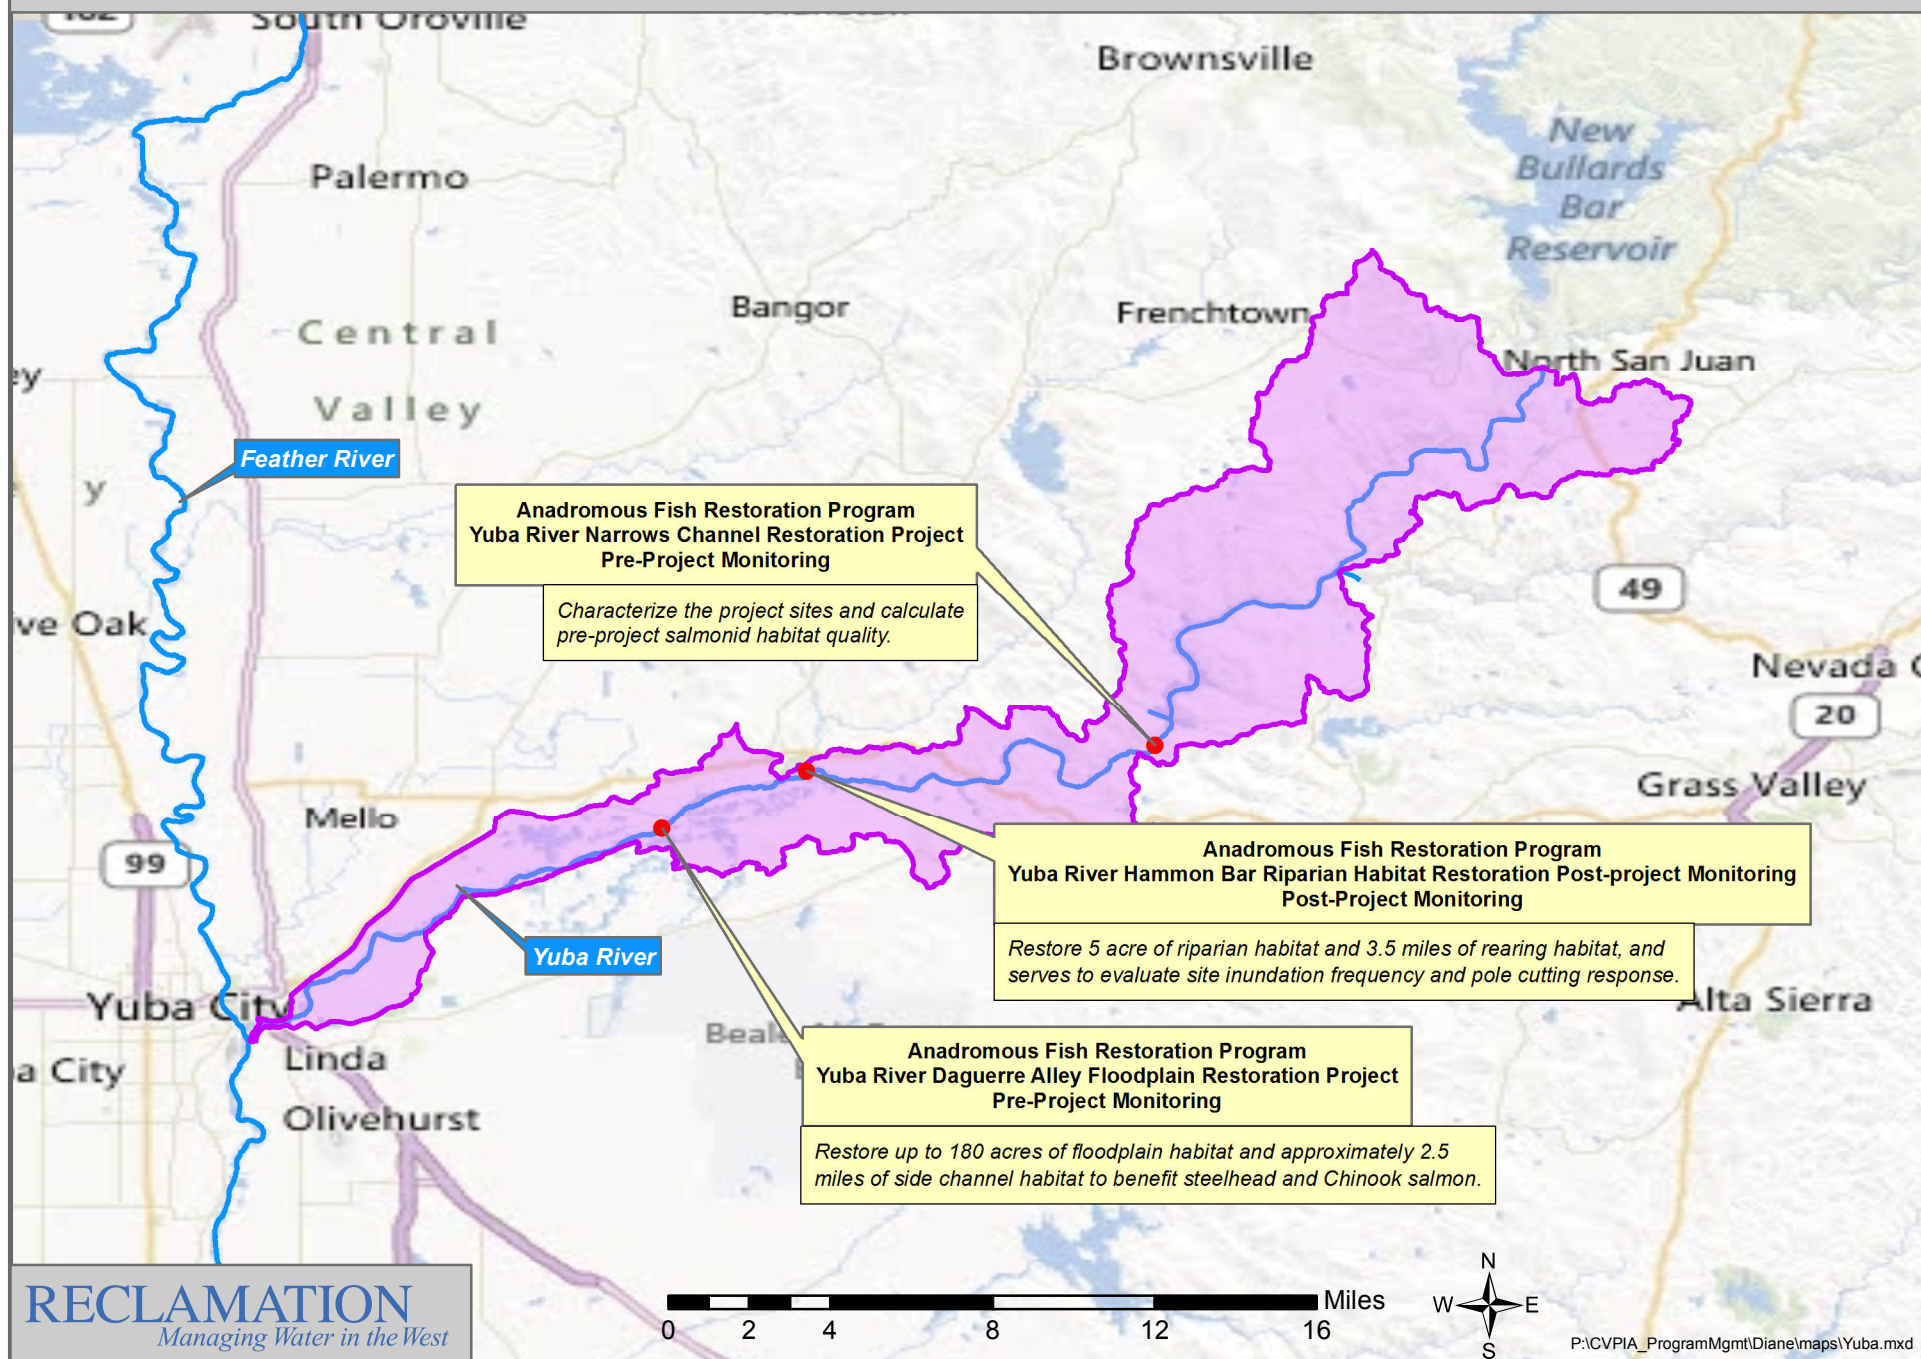 South Oroville
Brownsville
New
Bullards
Bar
Reservoir
Palermo
Bangor
Frenchtown
Central
Valley
North San Juan
ey
Feather River
y
Anadromous Fish Restoration Program
Yuba River Narrows Channel Restoration Project
Pre-Project Monitoring
Characterize the project sites and calculate
pre-project salmonid habitat quality.
49
ve Oak
Nevada C
20
Grass Valley
Mello
99
Anadromous Fish Restoration Program
Yuba River Hammon Bar Riparian Habitat Restoration Post-project Monitoring
Post-Project Monitoring
Restore 5 acre of riparian habitat and 3.5 miles of rearing habitat, and
serves to evaluate site inundation frequency and pole cutting response.
Yuba River
Yuba City
Alta Sierra
Beale
Linda
a City
Anadromous Fish Restoration Program
Yuba River Daguerre Alley Floodplain Restoration Project
Pre-Project Monitoring
Restore up to 180 acres of floodplain habitat and approximately 2.5
miles of side channel habitat to benefit steelhead and Chinook salmon.
Olivehurst
RECLAMATION
Managing Water in the West
Miles
0 2 4 8 12 16
N
W E
S
P:\CVPIA_ProgramMgmt\Diane\maps\Yuba.mxd